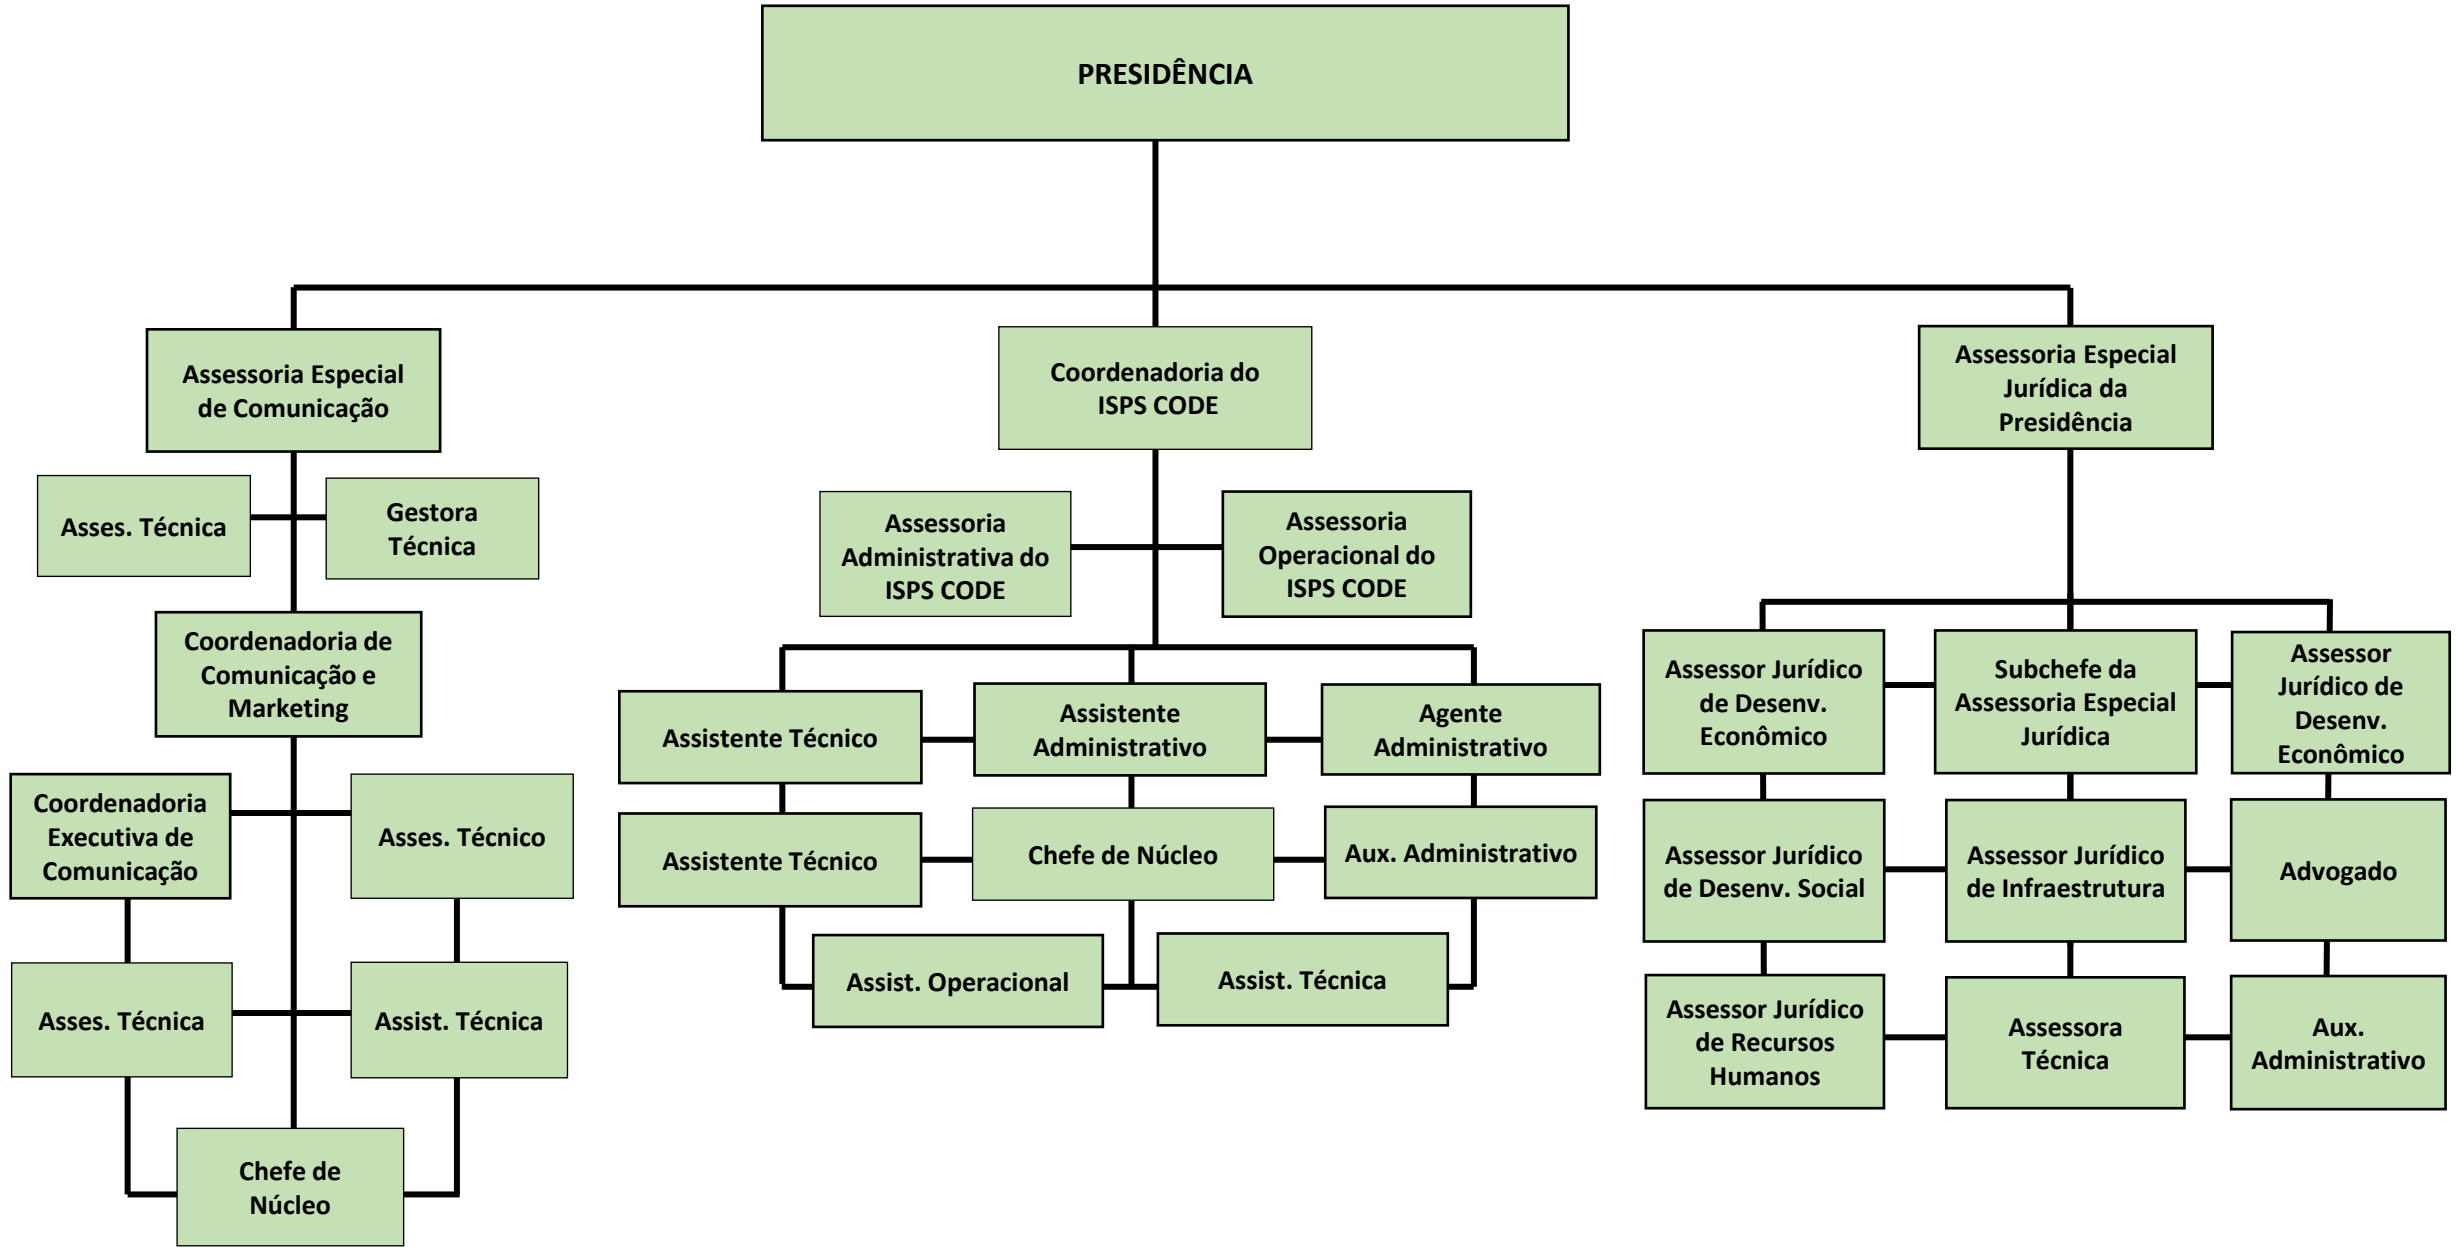 PRESIDÊNCIA
Assessoria Especial
de Comunicação
Coordenadoria do
ISPS CODE
Assessoria Especial
Jurídica da
Presidência
Asses. Técnica
Gestora
Técnica
Assessoria
Administrativa do
ISPS CODE
Assessoria
Operacional do
ISPS CODE
Coordenadoria de
Comunicação e
Marketing
Assistente Técnico
Assistente
Administrativo
Agente
Administrativo
Assessor Jurídico
de Desenv.
Econômico
Subchefe da
Assessoria Especial
Jurídica
Assessor
Jurídico de
Desenv.
Econômico
Coordenadoria
Executiva de
Comunicação
Asses. Técnico
Assistente Técnico
Chefe de Núcleo
Aux. Administrativo
Assessor Jurídico
de Desenv. Social
Assessor Jurídico
de Infraestrutura
Advogado
Asses. Técnica
Assist. Técnica
Assist. Operacional
Assist. Técnica
Assessor Jurídico
de Recursos
Humanos
Assessora
Técnica
Aux.
Administrativo
Chefe de
Núcleo